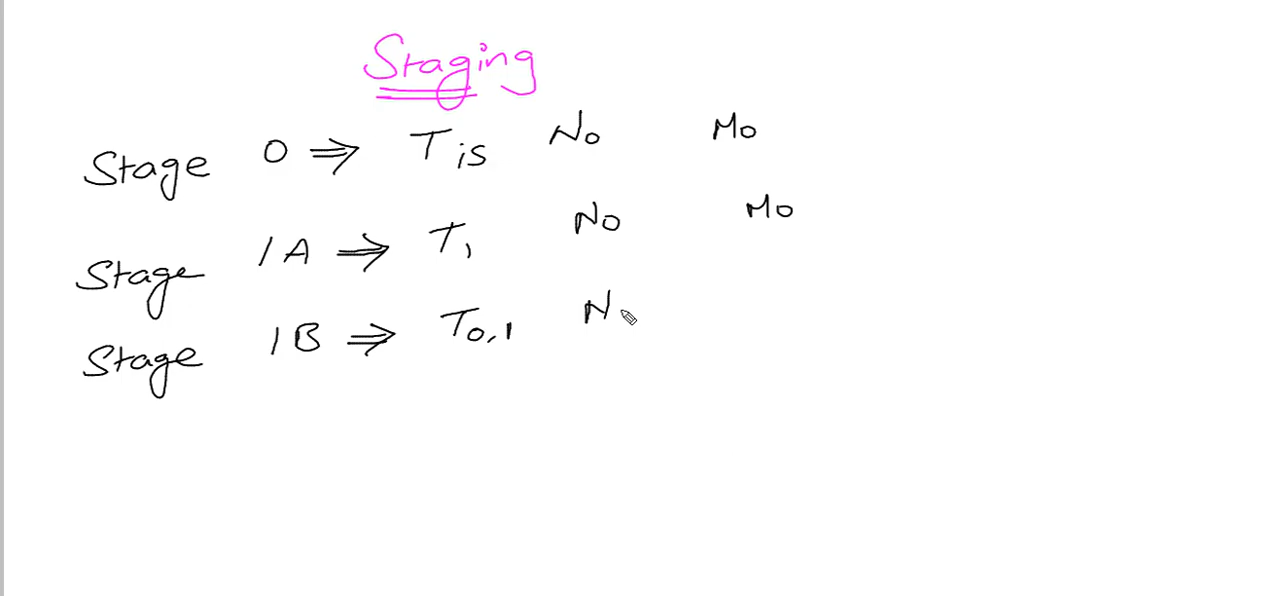 Staging
Stage 0 ⇒ Tis No Mo
Stage 1A ⇒ T1 No Mo
Stage 1B ⇒ T0,1 N